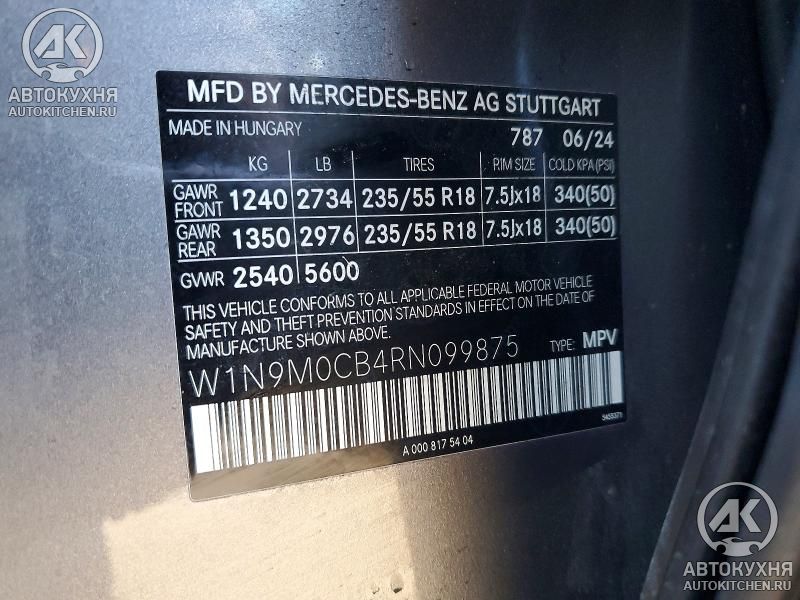 AK
АВТОКУХНЯ
AUTOKITCHEN.RU
MFD BY MERCEDES-BENZ AG STUTTGART
MADE IN HUNGARY 787 06/24
KG LB TIRES RIM SIZE COLD KPA(PSI)
GAWR FRONT 1240 2734 235/55 R18 7.5Jx18 340(50)
GAWR REAR 1350 2976 235/55 R18 7.5Jx18 340(50)
GVWR 2540 5600
THIS VEHICLE CONFORMS TO ALL APPLICABLE FEDERAL MOTOR VEHICLE
SAFETY AND THEFT PREVENTION STANDARDS IN EFFECT ON THE DATE OF
MANUFACTURE SHOWN ABOVE.
TYPE: MPV
W1N9M0CB4RN099875
A 000 817 54 04
AK
АВТОКУХНЯ
AUTOKITCHEN.RU